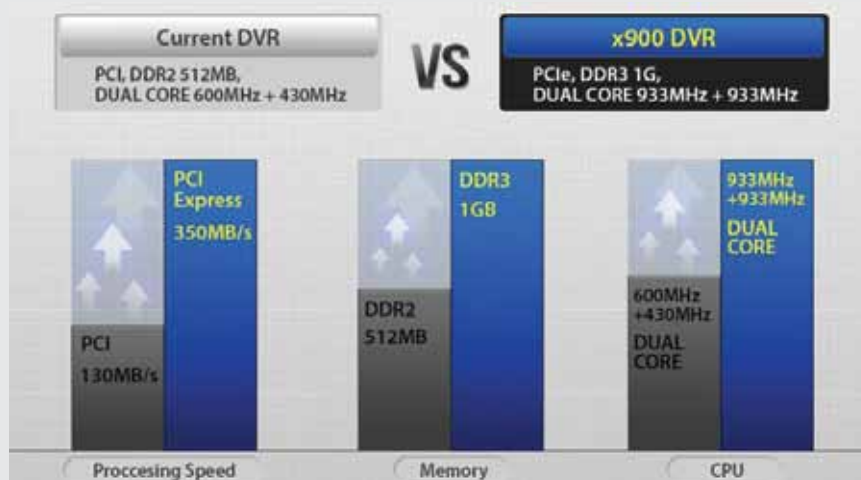 Current DVR
PCI, DDR2 512MB,
DUAL CORE 600MHz + 430MHz
VS
x900 DVR
PCIe, DDR3 1G,
DUAL CORE 933MHz + 933MHz
PCI
130MB/s
PCI
Express
350MB/s
DDR2
512MB
DDR3
1GB
600MHz
+430MHz
DUAL
CORE
933MHz
+933MHz
DUAL
CORE
Proccesing Speed
Memory
CPU